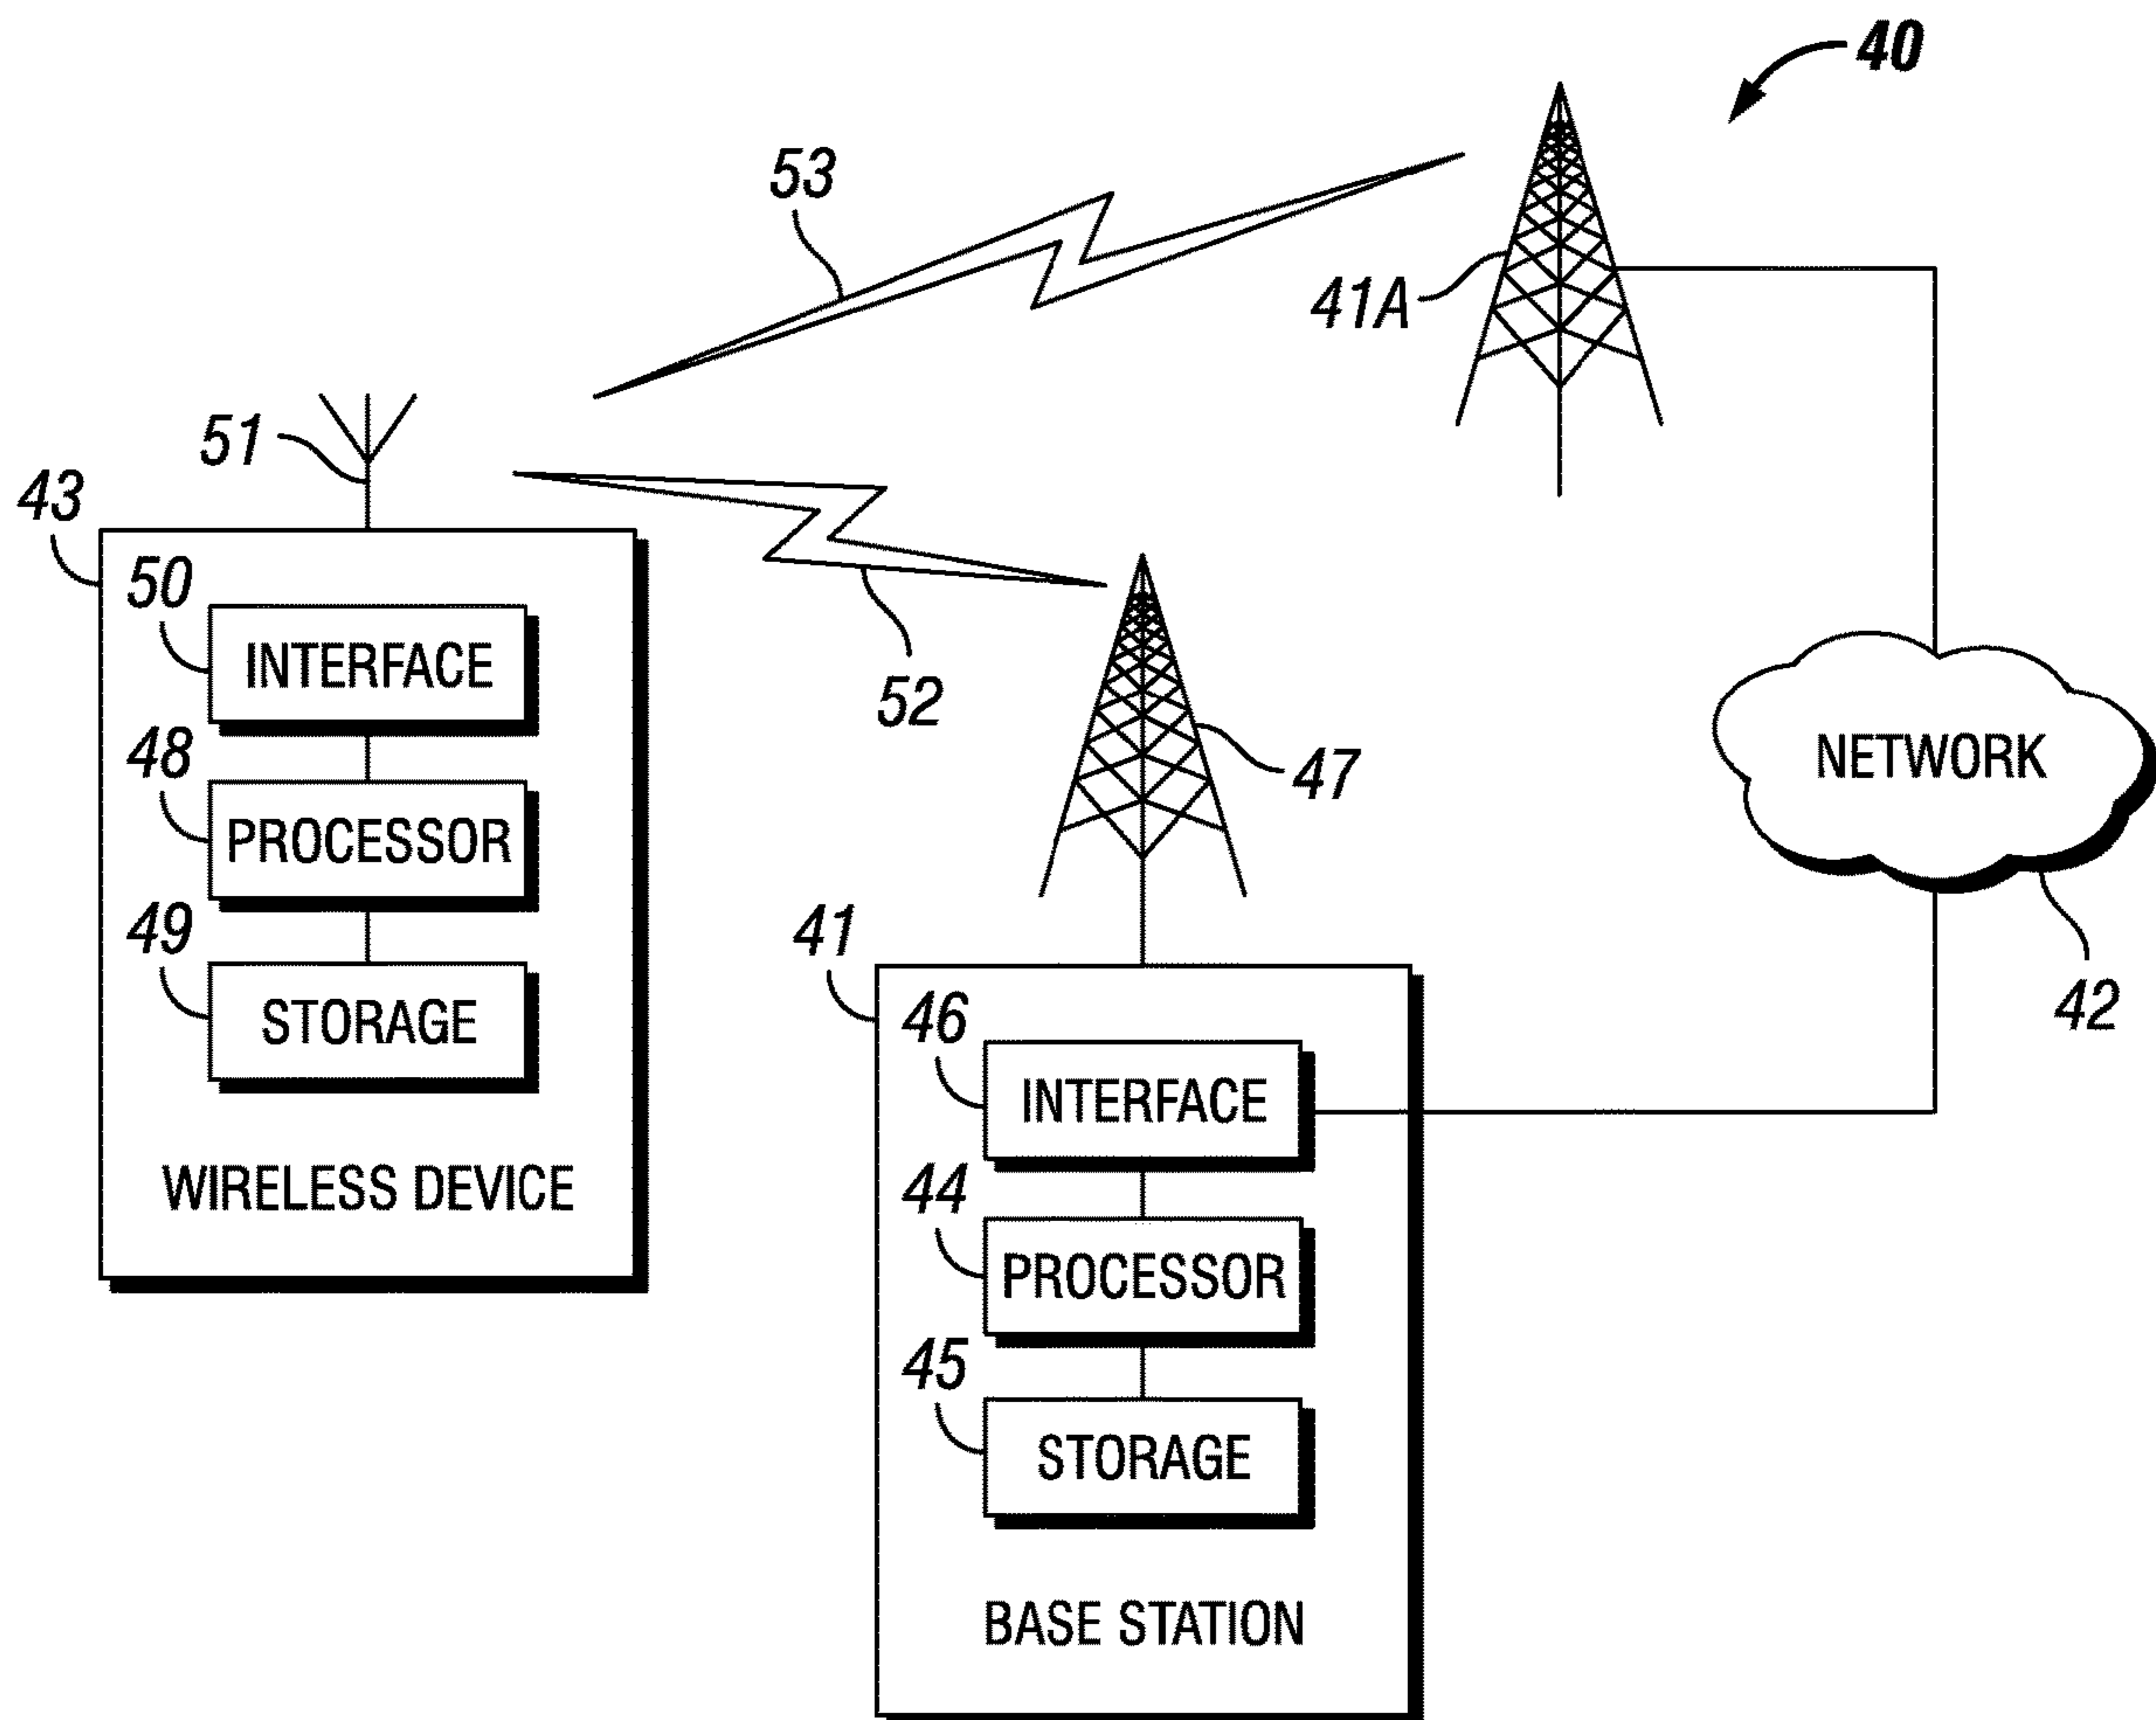 40
53
41A
51
43
50
INTERFACE
52
48
PROCESSOR
47
NETWORK
49
STORAGE
41
42
46
INTERFACE
WIRELESS DEVICE
44
PROCESSOR
45
STORAGE
BASE STATION